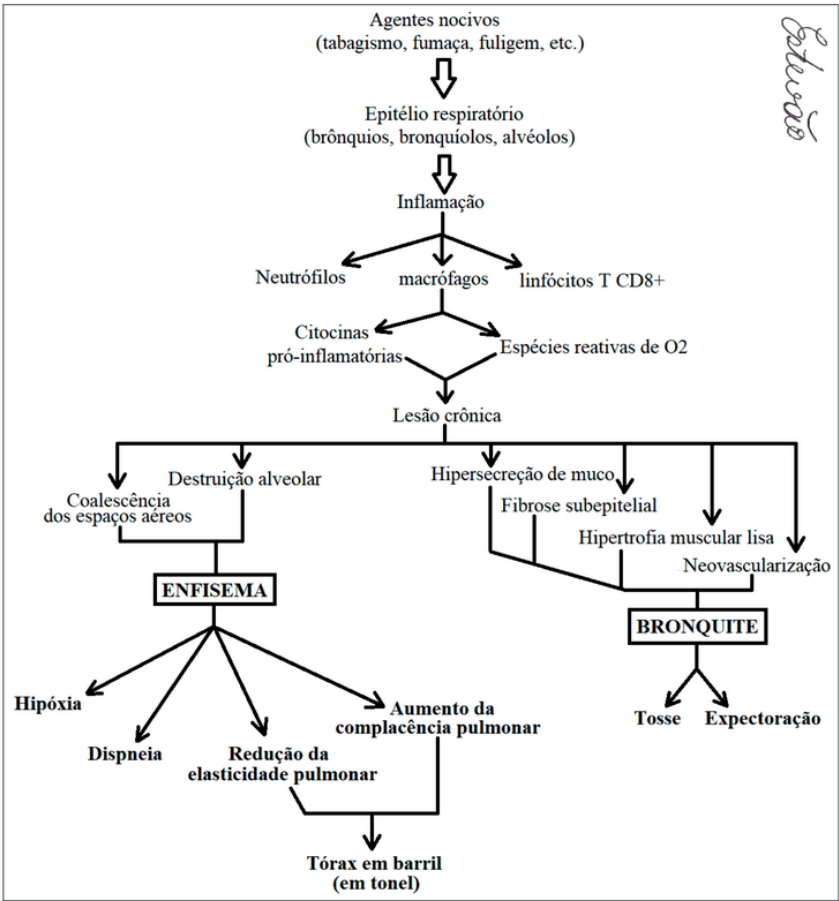 Agentes nocivos
(tabagismo, fumaça, fuligem, etc.)
Estevão
Epitélio respiratório
(brônquios, bronquíolos, alvéolos)
Inflamação
Neutrófilos
macrófagos
linfócitos T CD8+
Citocinas
pró-inflamatórias
Espécies reativas de O2
Lesão crônica
Coalescência
dos espaços aéreos
Destruição alveolar
Hipersecreção de muco
Fibrose subepitelial
Hipertrofia muscular lisa
Neovascularização
ENFISEMA
BRONQUITE
Hipóxia
Dispneia
Redução da
elasticidade pulmonar
Aumento da
complacência pulmonar
Tosse
Expectoração
Tórax em barril
(em tonel)